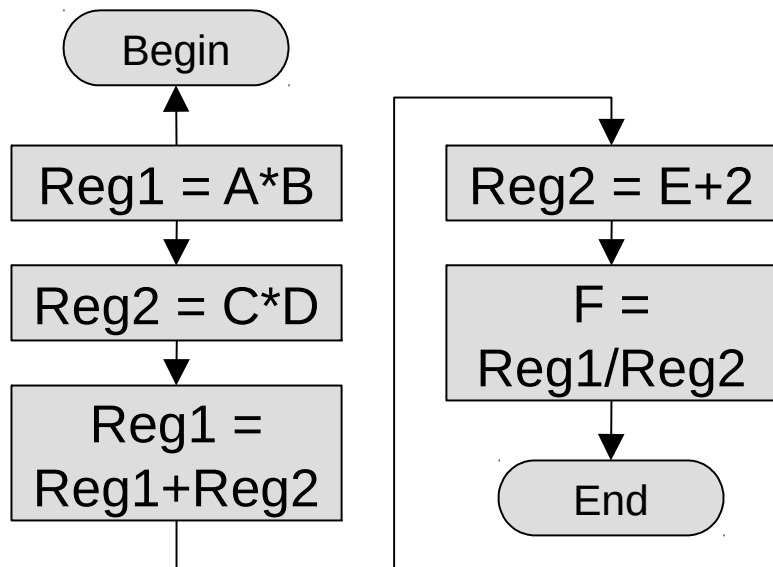 Begin
Reg1 = A*B
Reg2 = C*D
Reg1 =
Reg1+Reg2
Reg2 = E+2
F =
Reg1/Reg2
End